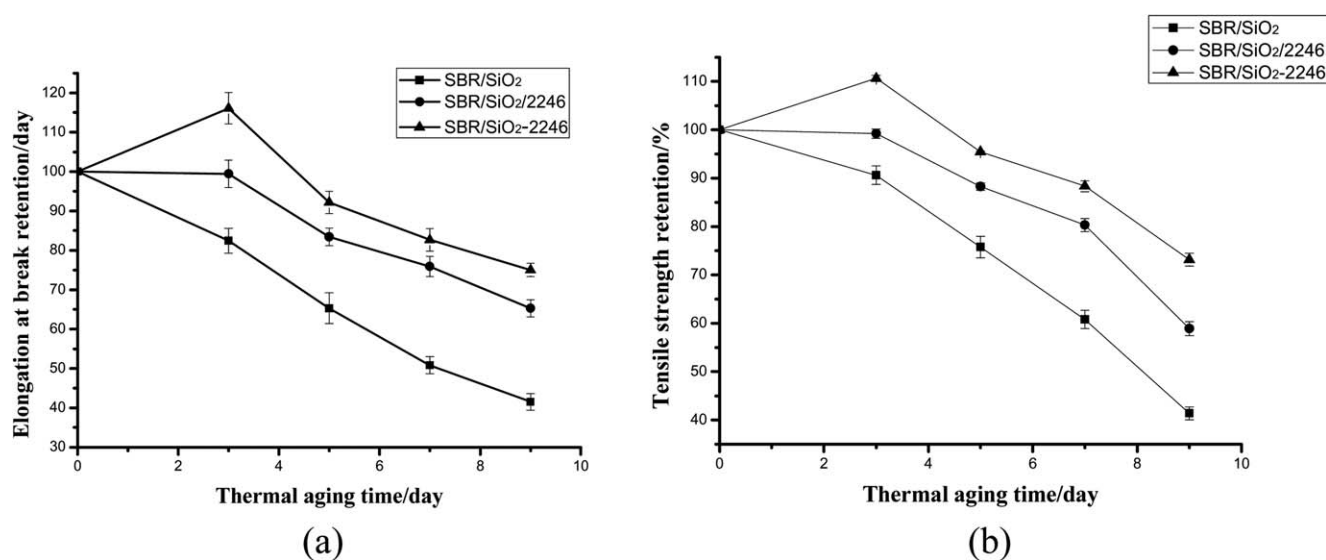 SBR/SiO₂
SBR/SiO₂/2246
SBR/SiO₂-2246
Elongation at break retention/day
120
110
100
90
80
70
60
50
40
30
0 2 4 6 8 10
Thermal aging time/day
(a)
SBR/SiO₂
SBR/SiO₂/2246
SBR/SiO₂-2246
Tensile strength retention/%
110
100
90
80
70
60
50
40
0 2 4 6 8 10
Thermal aging time/day
(b)